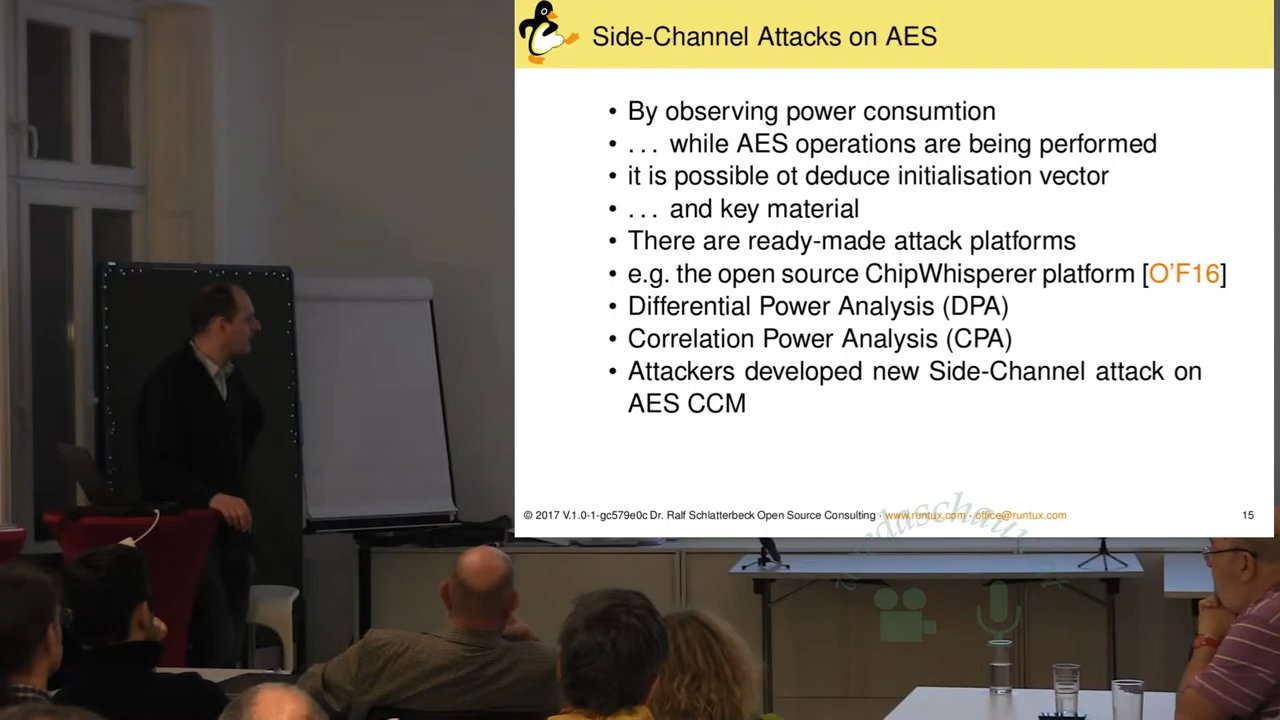 Side-Channel Attacks on AES
• By observing power consumtion
• . . . while AES operations are being performed
• it is possible ot deduce initialisation vector
• . . . and key material
• There are ready-made attack platforms
• e.g. the open source ChipWhisperer platform [O'F16]
• Differential Power Analysis (DPA)
• Correlation Power Analysis (CPA)
• Attackers developed new Side-Channel attack on
AES CCM
© 2017 V.1.0-1-gc579e0c Dr. Ralf Schlatterbeck Open Source Consulting · www.runtux.com · office@runtux.com
15